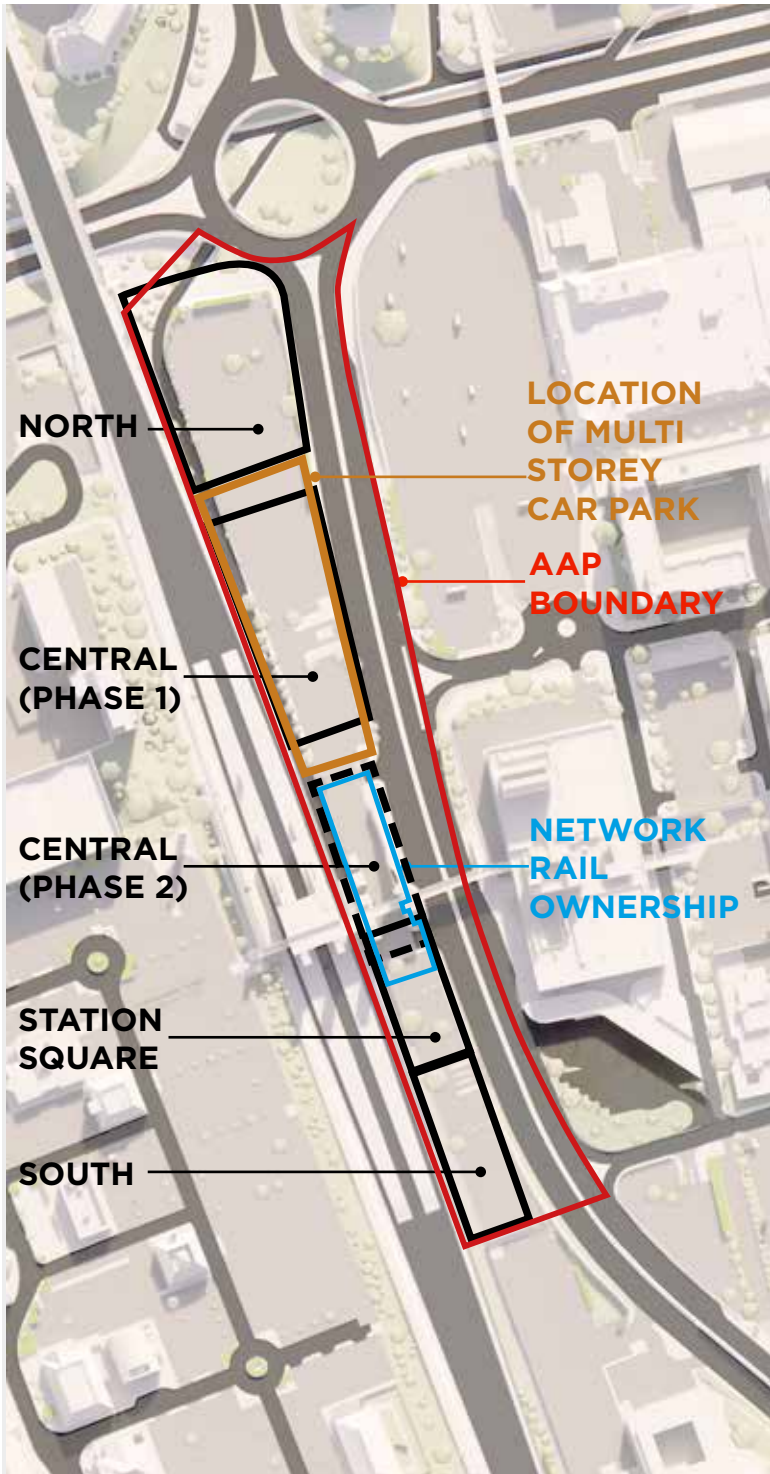 NORTH
LOCATION
OF MULTI
STOREY
CAR PARK
AAP
BOUNDARY
CENTRAL
(PHASE 1)
CENTRAL
(PHASE 2)
NETWORK
RAIL
OWNERSHIP
STATION
SQUARE
SOUTH